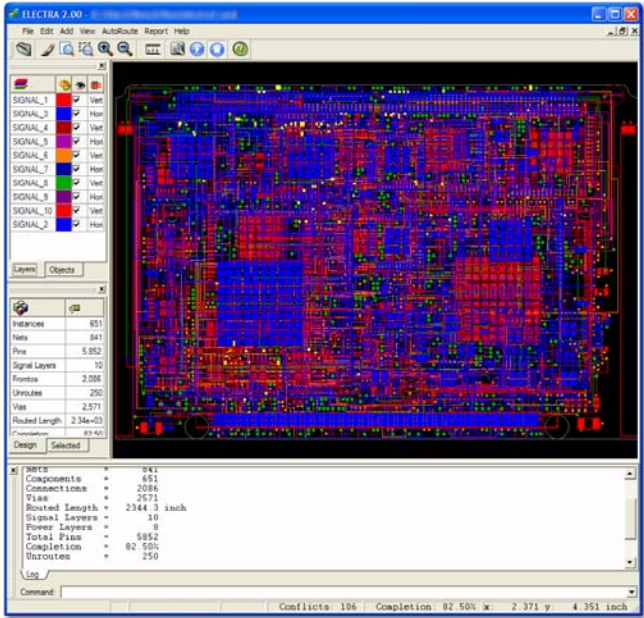 ELECTRA 2.00 -
File Edit Add View AutoRoute Report Help
SIGNAL_1 Vert
SIGNAL_3 Hori
SIGNAL_4 Vert
SIGNAL_5 Hori
SIGNAL_6 Vert
SIGNAL_7 Hori
SIGNAL_8 Vert
SIGNAL_9 Hori
SIGNAL_10 Vert
SIGNAL_2 Hori
Layers Objects
Instances 651
Nets 841
Pins 5,852
Signal Layers 10
Fromtos 2,086
Unroutes 250
Vias 2,571
Routed Length 2.34e+03
Completion 82.50
Design Selected
Nets = 841
Components = 651
Connections = 2086
Vias = 2571
Routed Length = 2344.3 inch
Signal Layers = 10
Power Layers = 8
Total Pins = 5852
Completion = 82.50%
Unroutes = 250
Log
Command:
Conflicts: 106 Completion: 82.50% x: 2.371 y: 4.351 inch